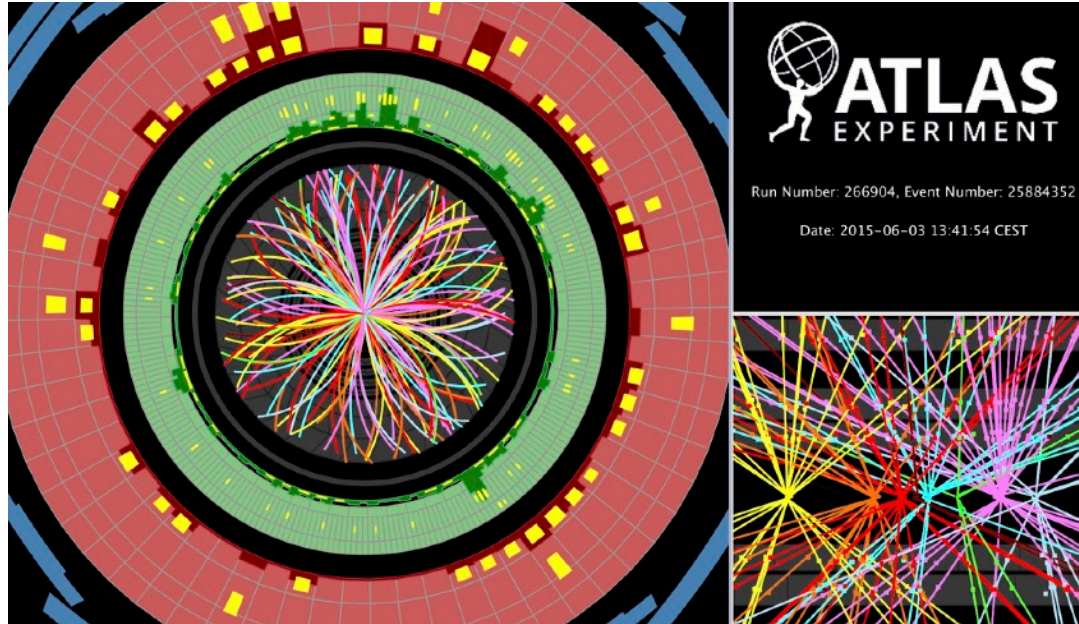 ATLAS
EXPERIMENT
Run Number: 266904, Event Number: 25884352
Date: 2015-06-03 13:41:54 CEST